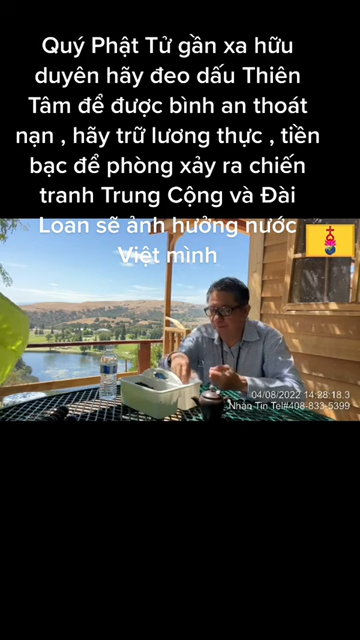 Quý Phật Tử gần xa hữu
duyên hãy đeo dấu Thiên
Tâm để được bình an thoát
nạn , hãy trữ lương thực , tiền
bạc để phòng xảy ra chiến
tranh Trung Cộng và Đài
Loan sẽ ảnh hưởng nước
Việt mình
04/08/2022 14:28:18.3
Nhắn Tin Tel#408-833-5399